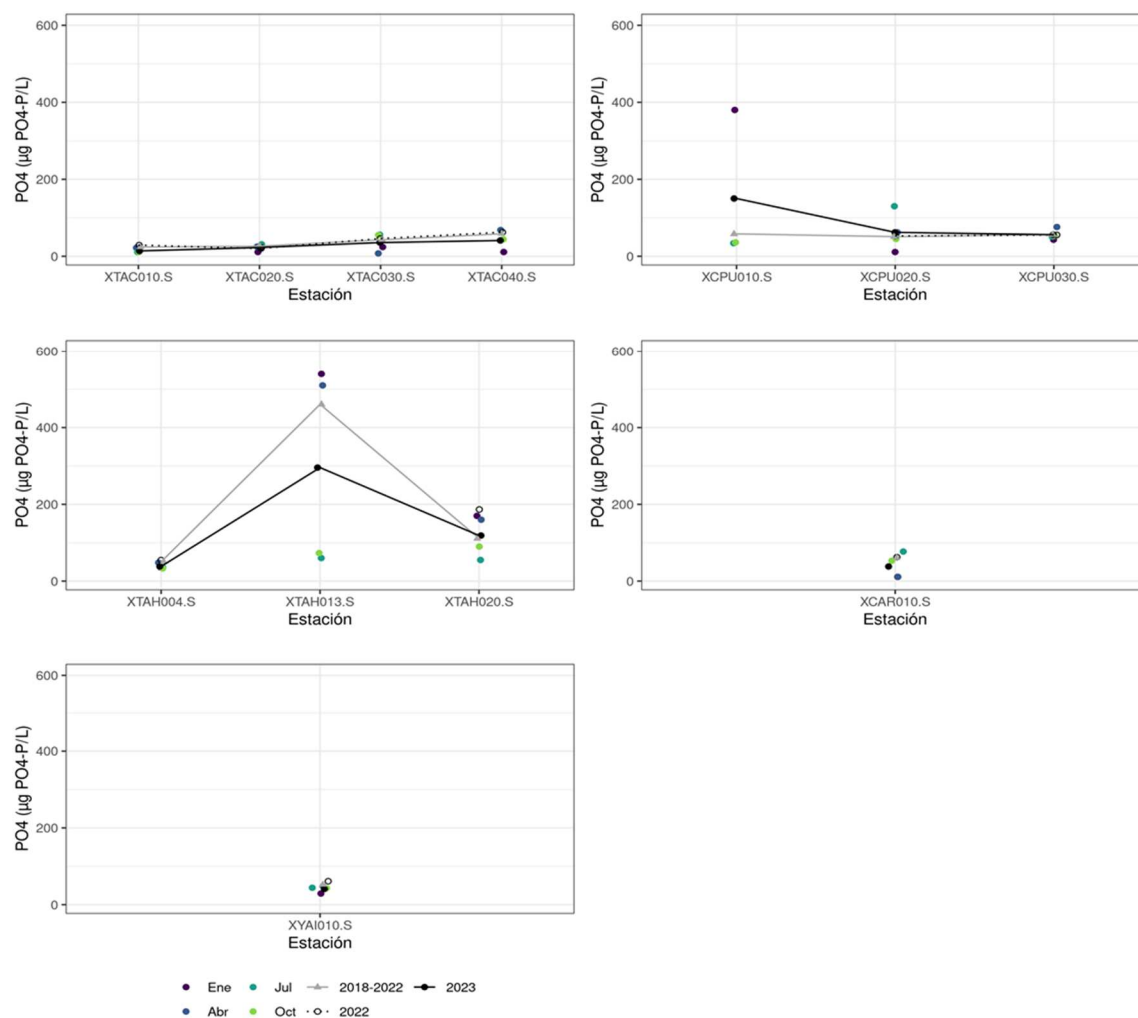 600
400
200
0
PO4 (µg PO4-P/L)
XTAC010.S XTAC020.S XTAC030.S XTAC040.S
Estación
600
400
200
0
PO4 (µg PO4-P/L)
XCPU010.S XCPU020.S XCPU030.S
Estación
600
400
200
0
PO4 (µg PO4-P/L)
XTAH004.S XTAH013.S XTAH020.S
Estación
600
400
200
0
PO4 (µg PO4-P/L)
XCAR010.S
Estación
600
400
200
0
PO4 (µg PO4-P/L)
XYAI010.S
Estación
Ene Jul 2018-2022 2023
Abr Oct 2022